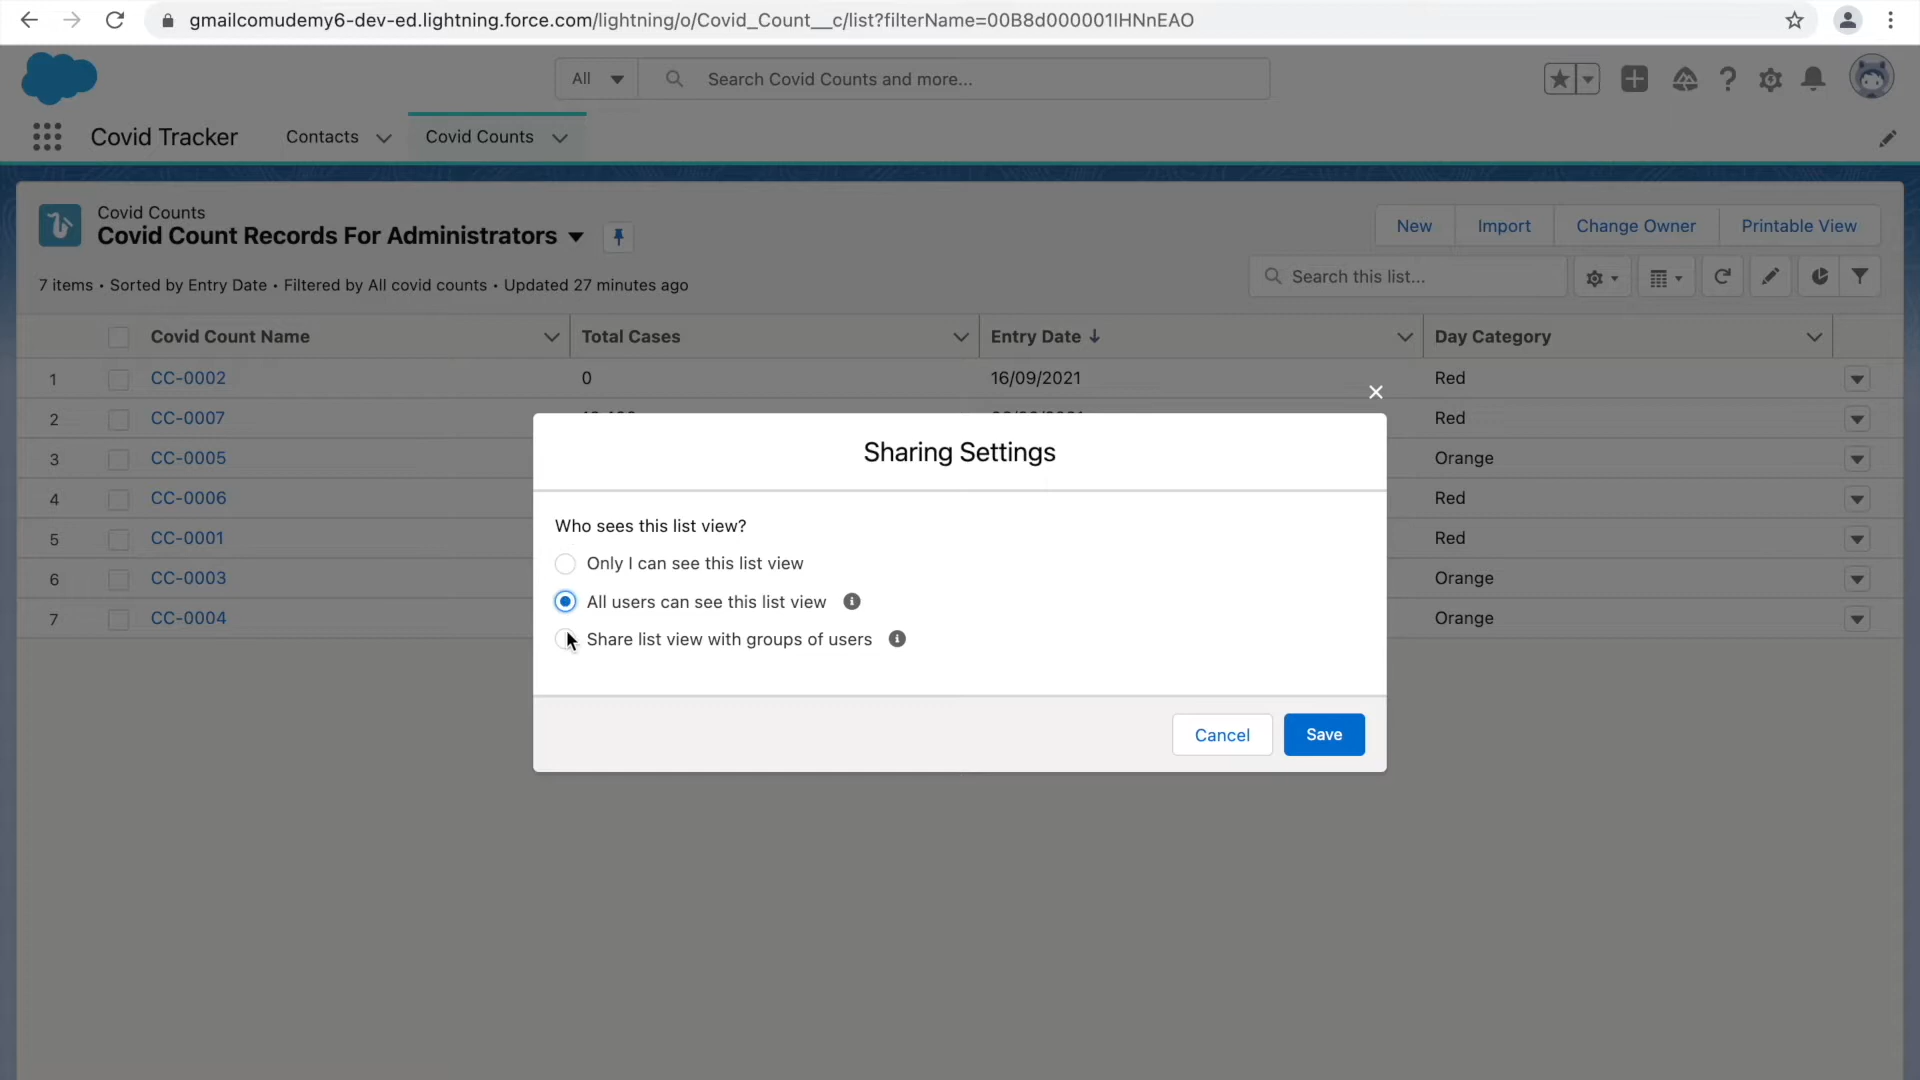 gmailcomudemy6-dev-ed.lightning.force.com/lightning/o/Covid_Count__c/list?filterName=00B8d000001IHNnEAO
All
Search Covid Counts and more...
Covid Tracker
Contacts
Covid Counts
Covid Counts
Covid Count Records For Administrators
New
Import
Change Owner
Printable View
7 items • Sorted by Entry Date • Filtered by All covid counts • Updated 27 minutes ago
Search this list...
Covid Count Name
Total Cases
Entry Date
Day Category
1 CC-0002 0 16/09/2021 Red
2 CC-0007 Red
3 CC-0005 Orange
4 CC-0006 Red
5 CC-0001 Red
6 CC-0003 Orange
7 CC-0004 Orange
Sharing Settings
Who sees this list view?
Only I can see this list view
All users can see this list view
Share list view with groups of users
Cancel
Save